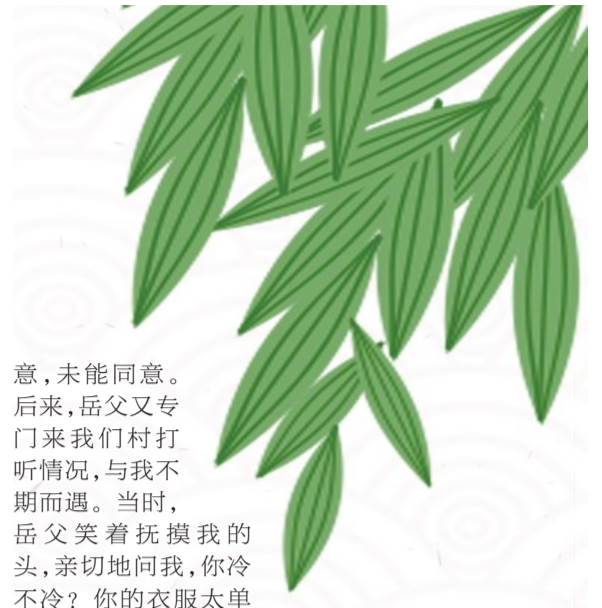 意,未能同意。
后来,岳父又专
门来我们村打
听情况,与我不
期而遇。当时,
岳父笑着抚摸我的
头,亲切地问我,你冷
不冷?你的衣服太单